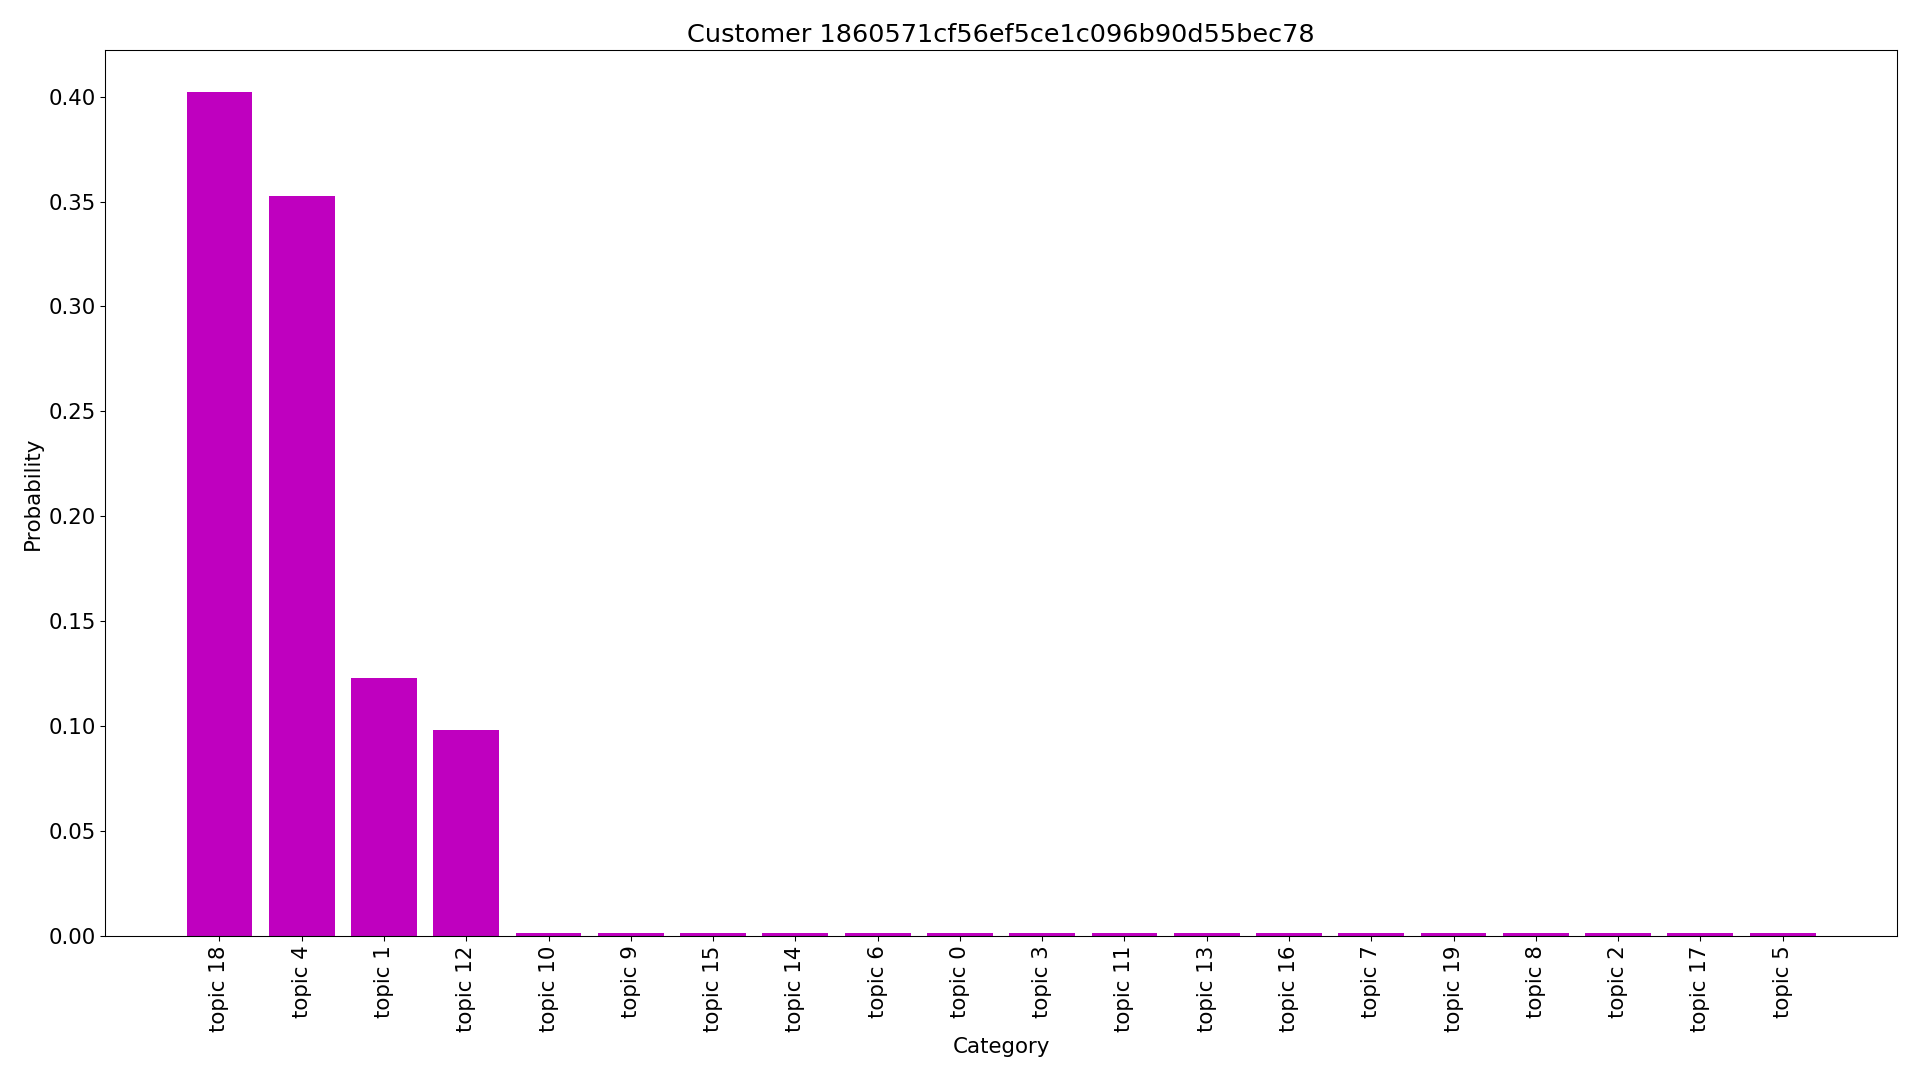 Customer 1860571cf56ef5ce1c096b90d55bec78
0.40
0.35
0.30
0.25
0.20
0.15
0.10
0.05
0.00
Probability
topic 18
topic 4
topic 1
topic 12
topic 10
topic 9
topic 15
topic 14
topic 6
topic 0
topic 3
topic 11
topic 13
topic 16
topic 7
topic 19
topic 8
topic 2
topic 17
topic 5
Category